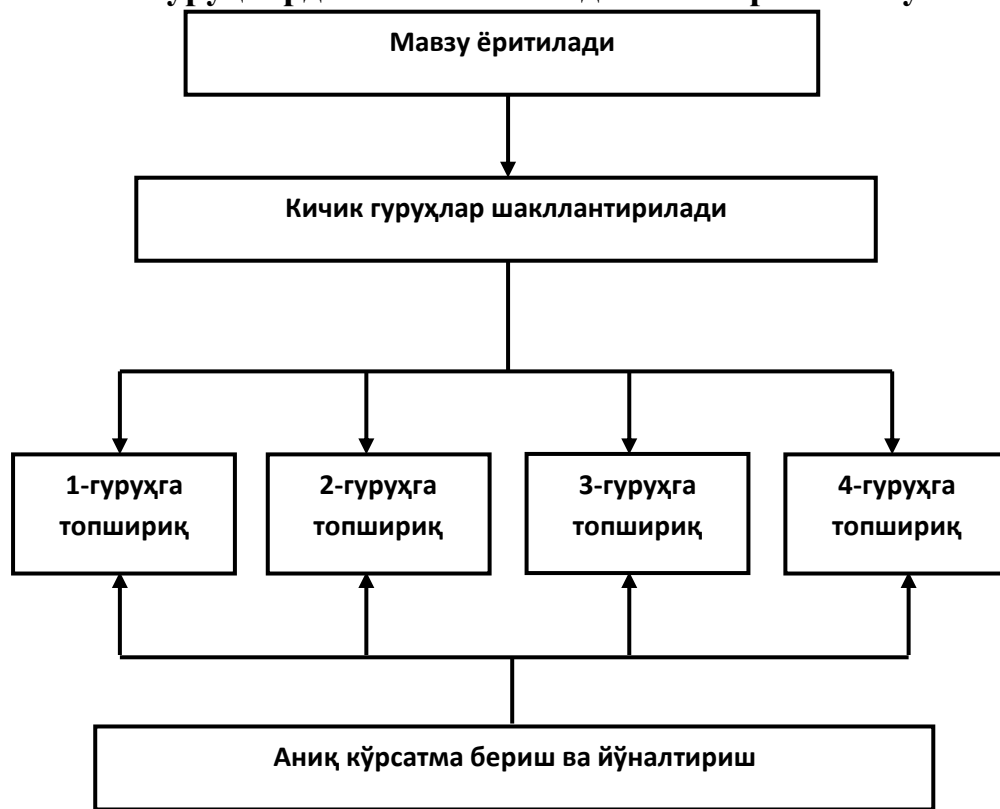 Мавзу ёритилади
Кичик гуруҳлар шакллантирилади
1-гуруҳга
топшириқ
2-гуруҳга
топшириқ
3-гуруҳга
топшириқ
4-гуруҳга
топшириқ
Аниқ кўрсатма бериш ва йўналтириш